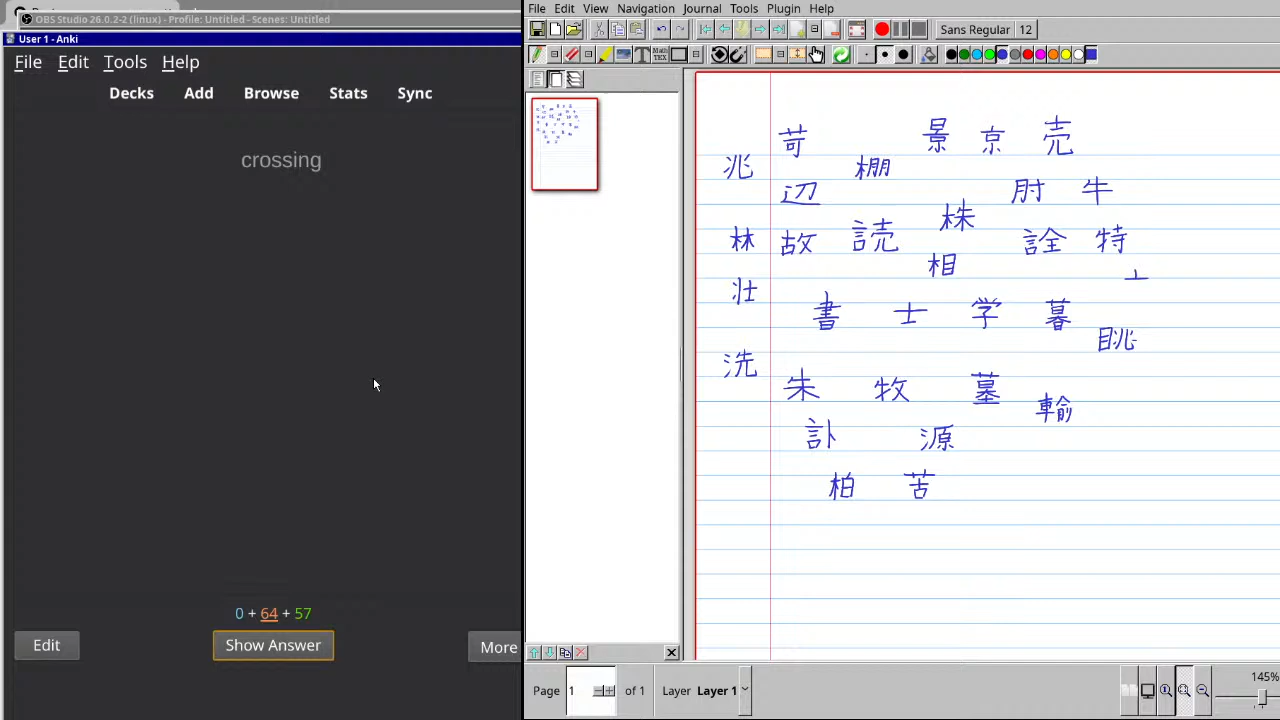 OBS Studio 26.0.2-2 (linux) - Profile: Untitled - Scenes: Untitled
User 1 - Anki
File Edit Tools Help
Decks Add Browse Stats Sync
crossing
0 + 64 + 57
Edit Show Answer More
File Edit View Navigation Journal Tools Plugin Help
Sans Regular 12
苛 景 京 売
兆 棚
辺 肘 牛
株
林 故 読 詮 特
相
壮
書 士 学 暮
眺
洗
朱 牧 墓
輸
訃 源
柏 苦
Page 1 of 1 Layer Layer 1
145%